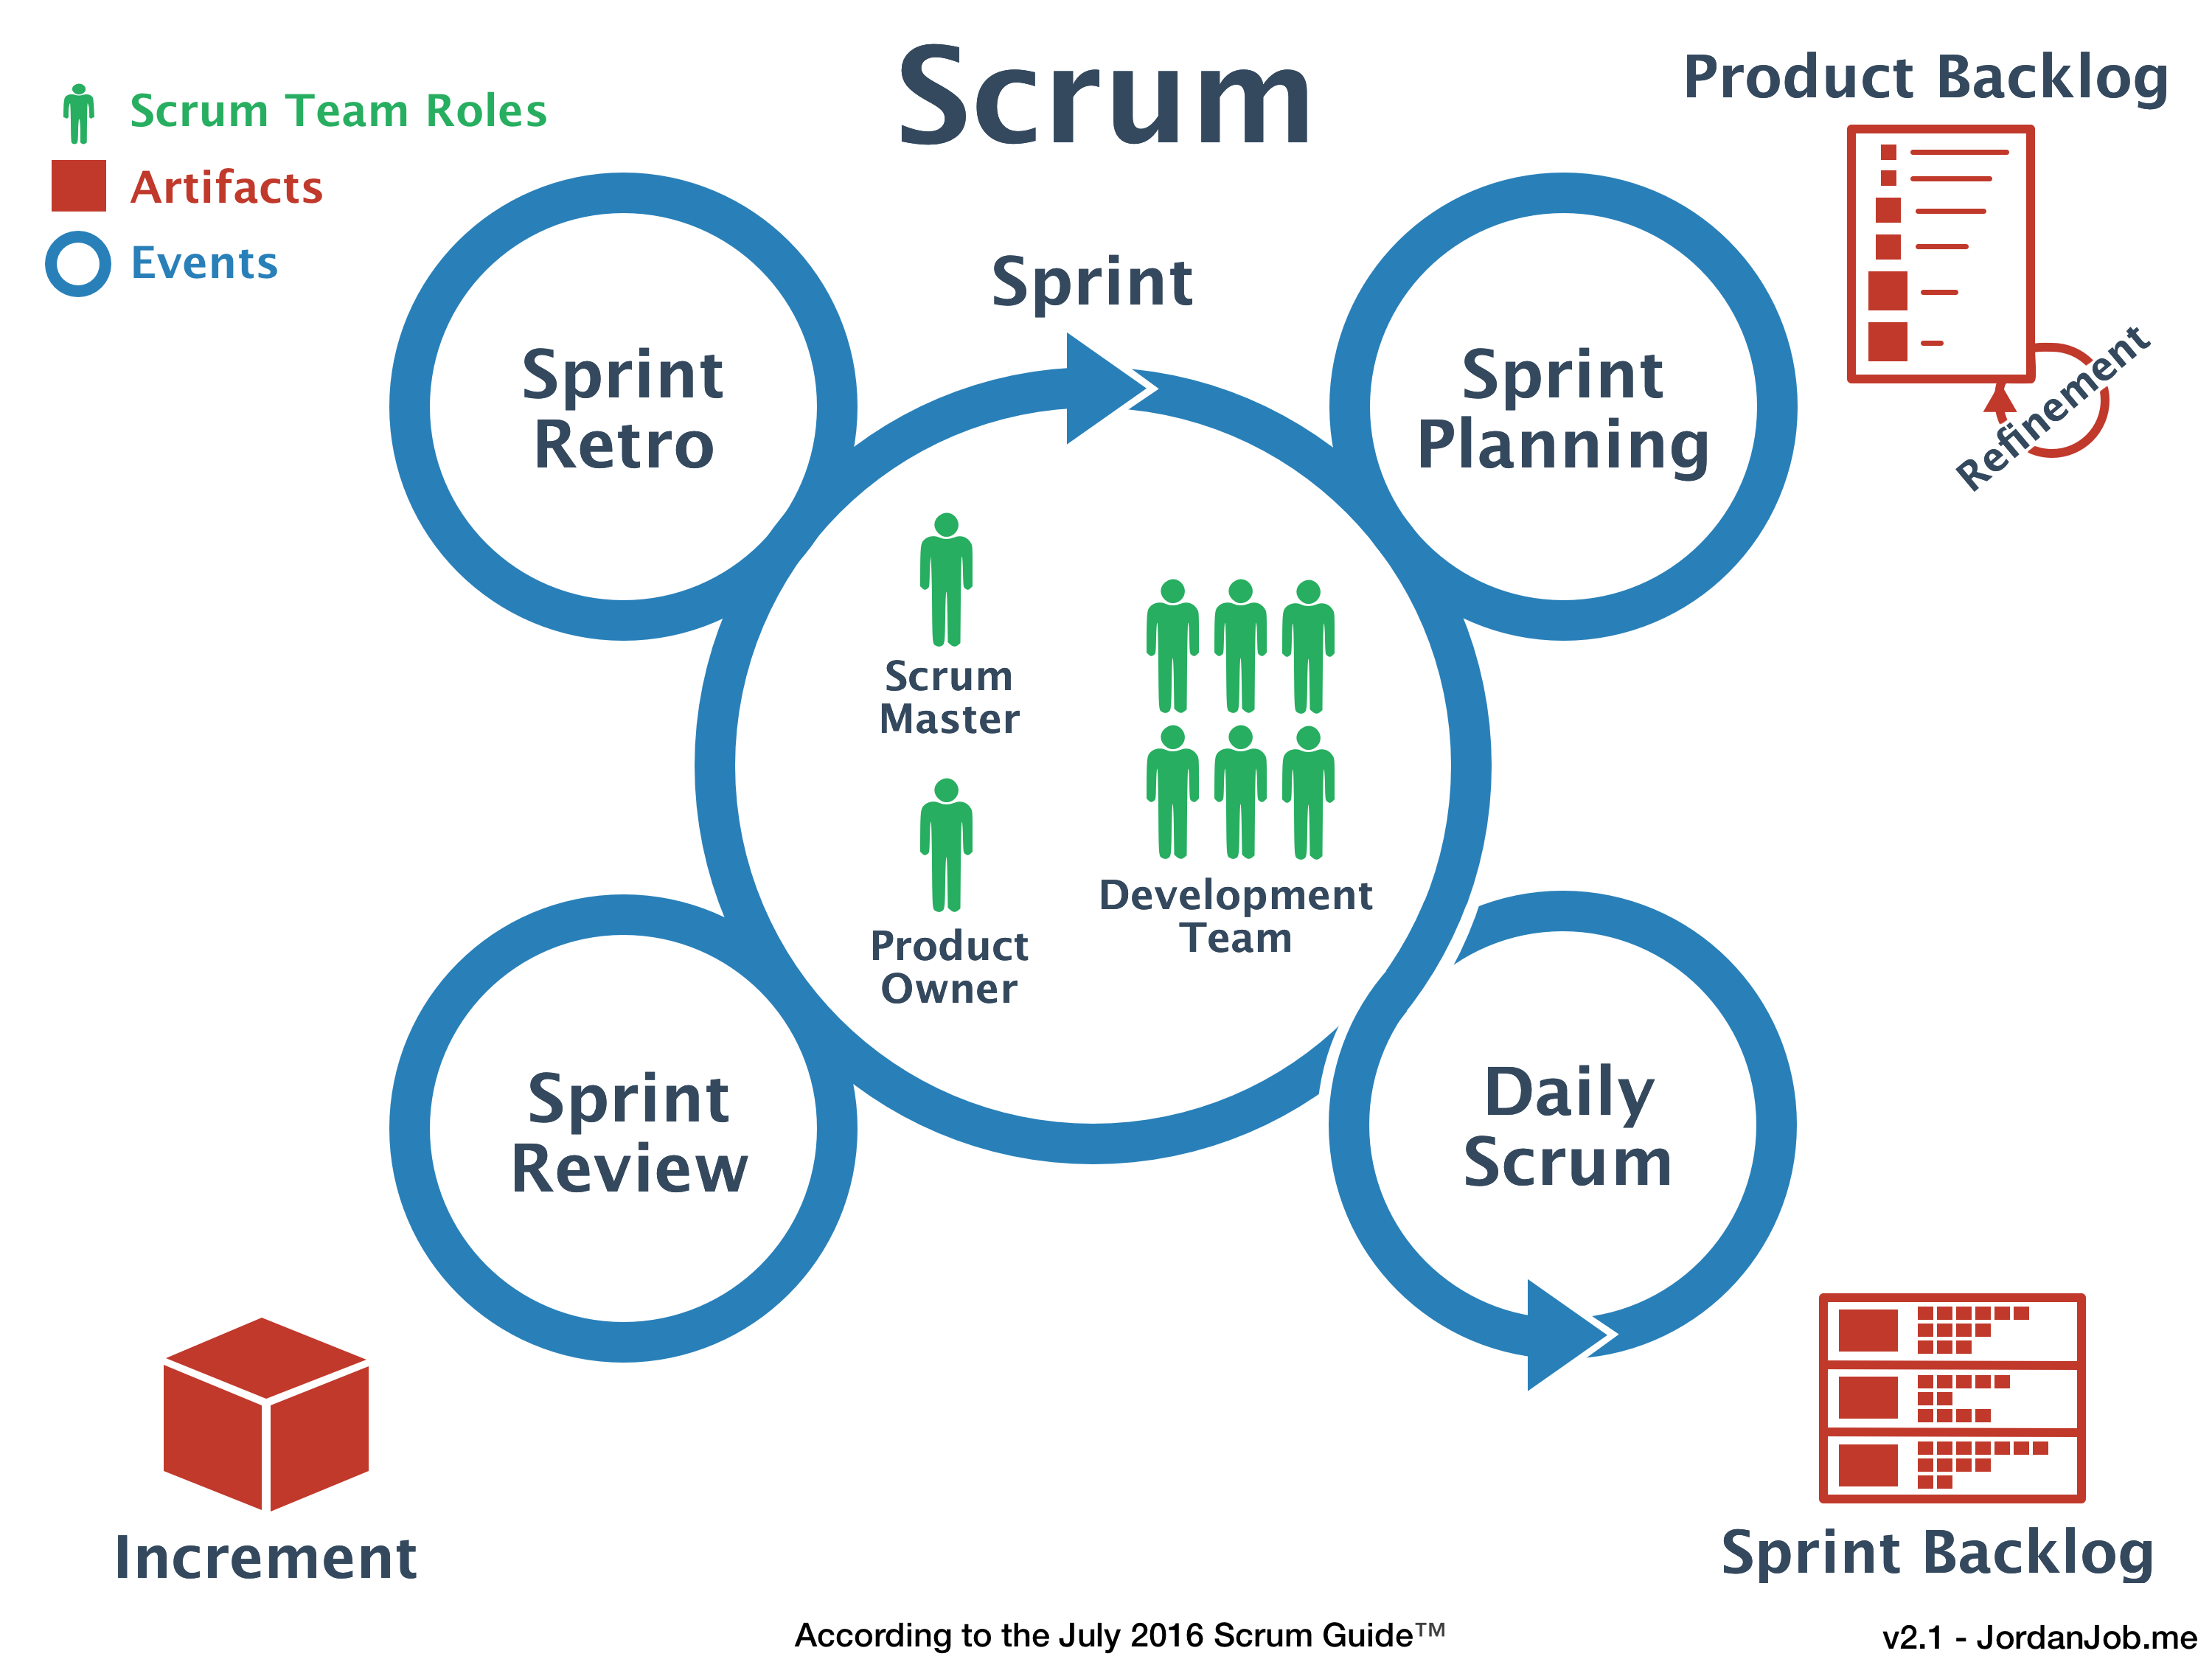 Scrum
Scrum Team Roles
Artifacts
Events
Product Backlog
Refinement
Sprint
Sprint
Retro
Sprint
Planning
Scrum
Master
Product
Owner
Development
Team
Sprint
Review
Daily
Scrum
Increment
Sprint Backlog
According to the July 2016 Scrum Guide™
v2.1 - JordanJob.me